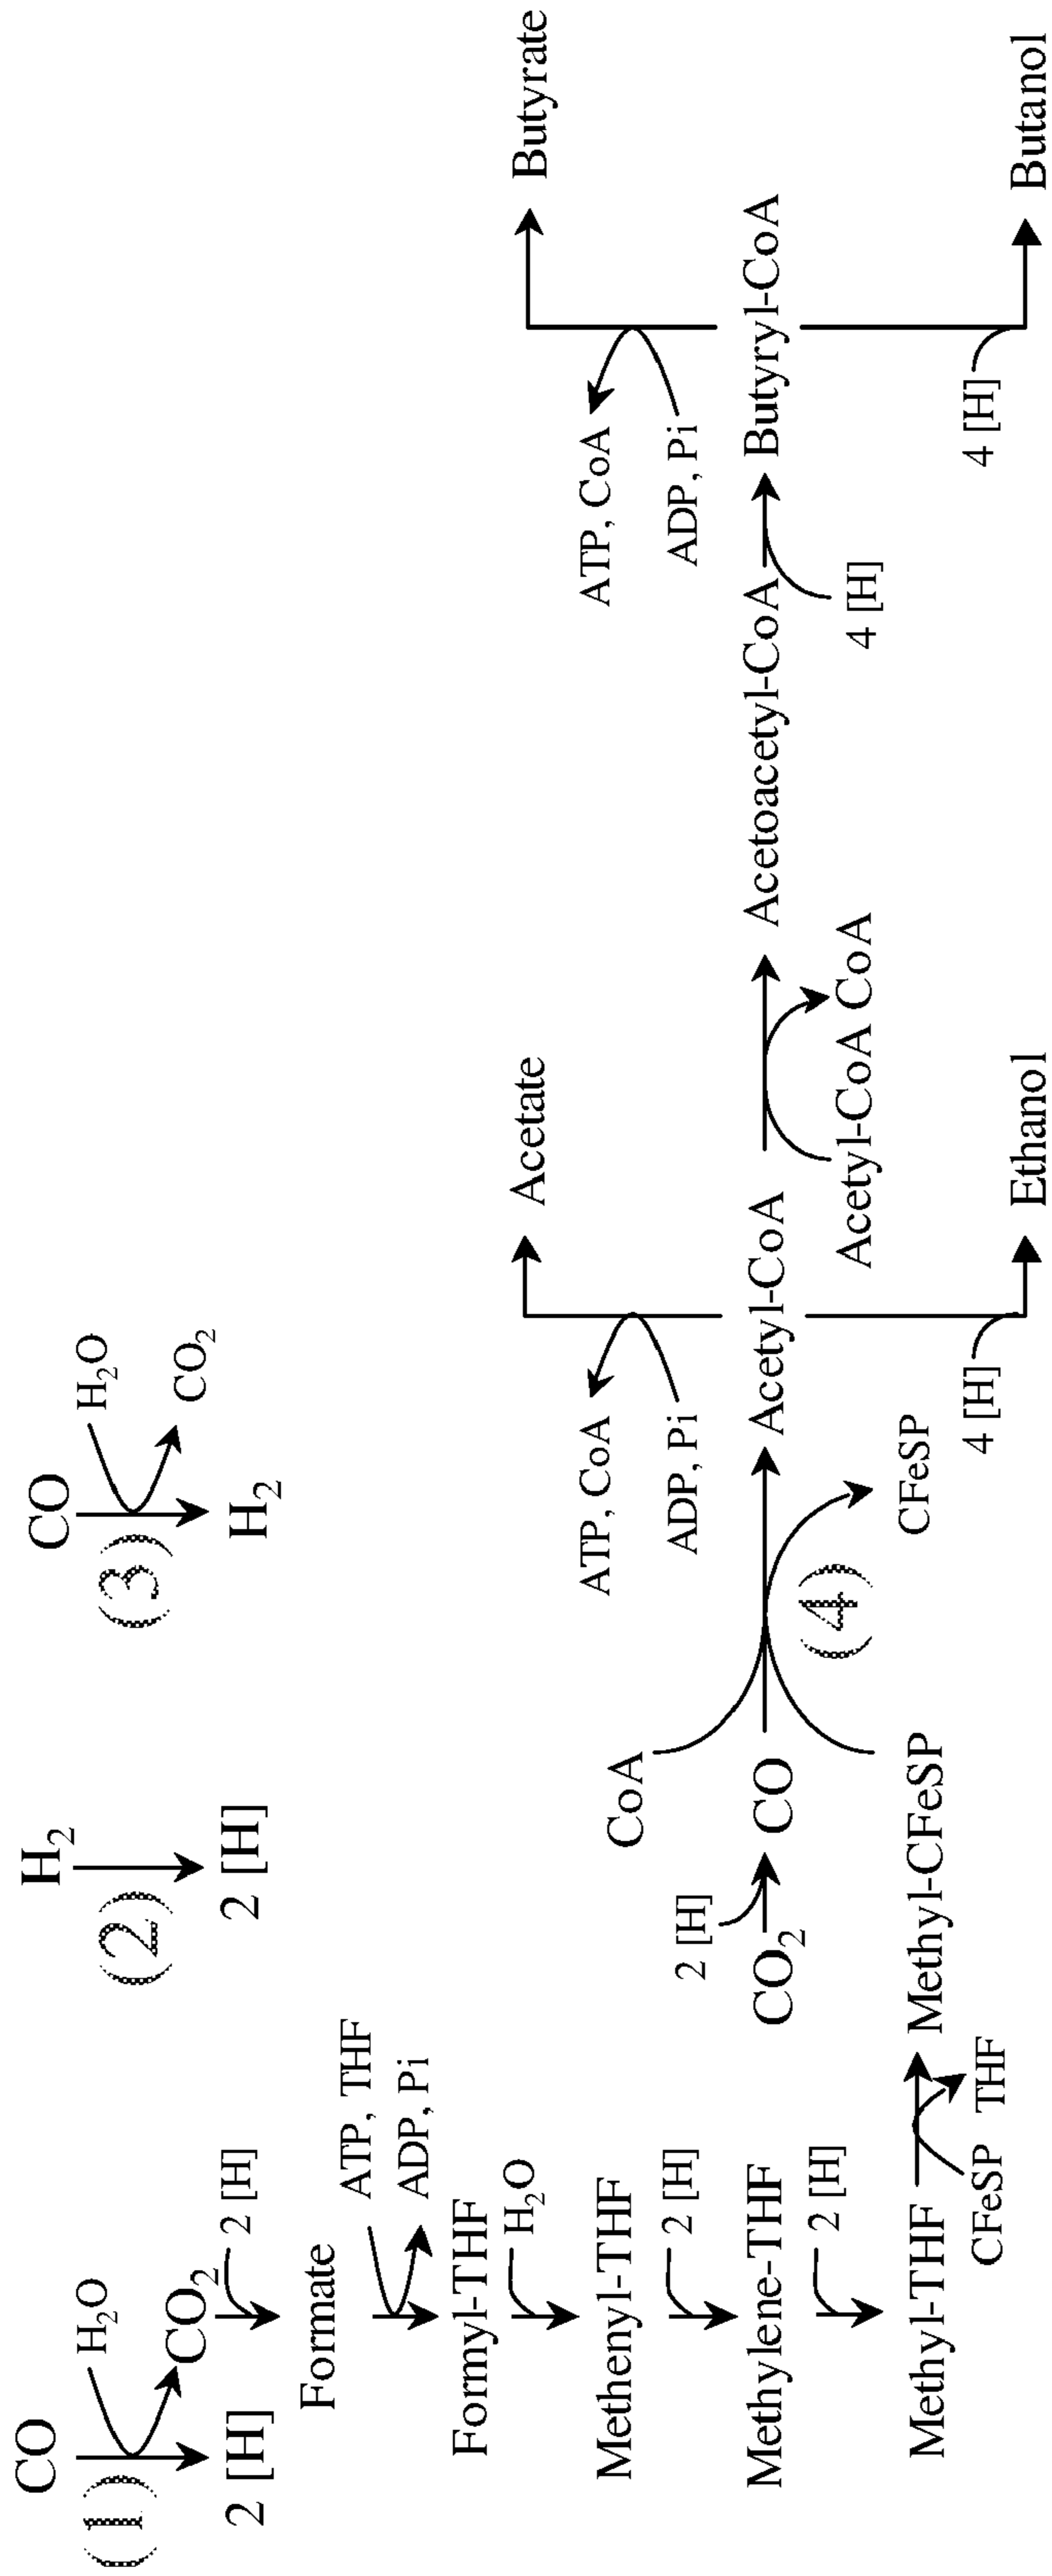 (1)
CO
H₂O
CO₂
2 [H]
2 [H]
Formate
ATP, THF
ADP, Pi
Formyl-THF
H₂O
Methenyl-THF
2 [H]
Methylene-THF
2 [H]
Methyl-THF
CFeSP
THF
Methyl-CFeSP
(2)
H₂
2 [H]
(3)
CO
H₂O
CO₂
H₂
CO₂
2 [H]
CO
CoA
(4)
CFeSP
Acetyl-CoA
ATP, CoA
ADP, Pi
Acetate
4 [H]
Ethanol
Acetyl-CoA CoA
Acetoacetyl-CoA
4 [H]
Butyryl-CoA
ATP, CoA
ADP, Pi
Butyrate
4 [H]
Butanol